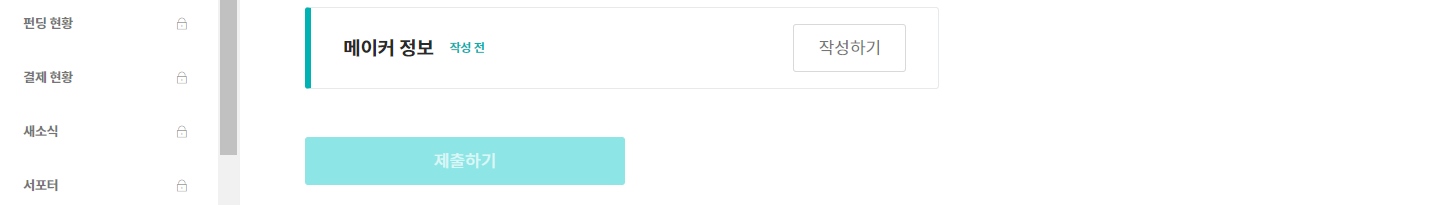 펀딩 현황
결제 현황
새소식
서포터
메이커 정보 작성 전 작성하기
제출하기